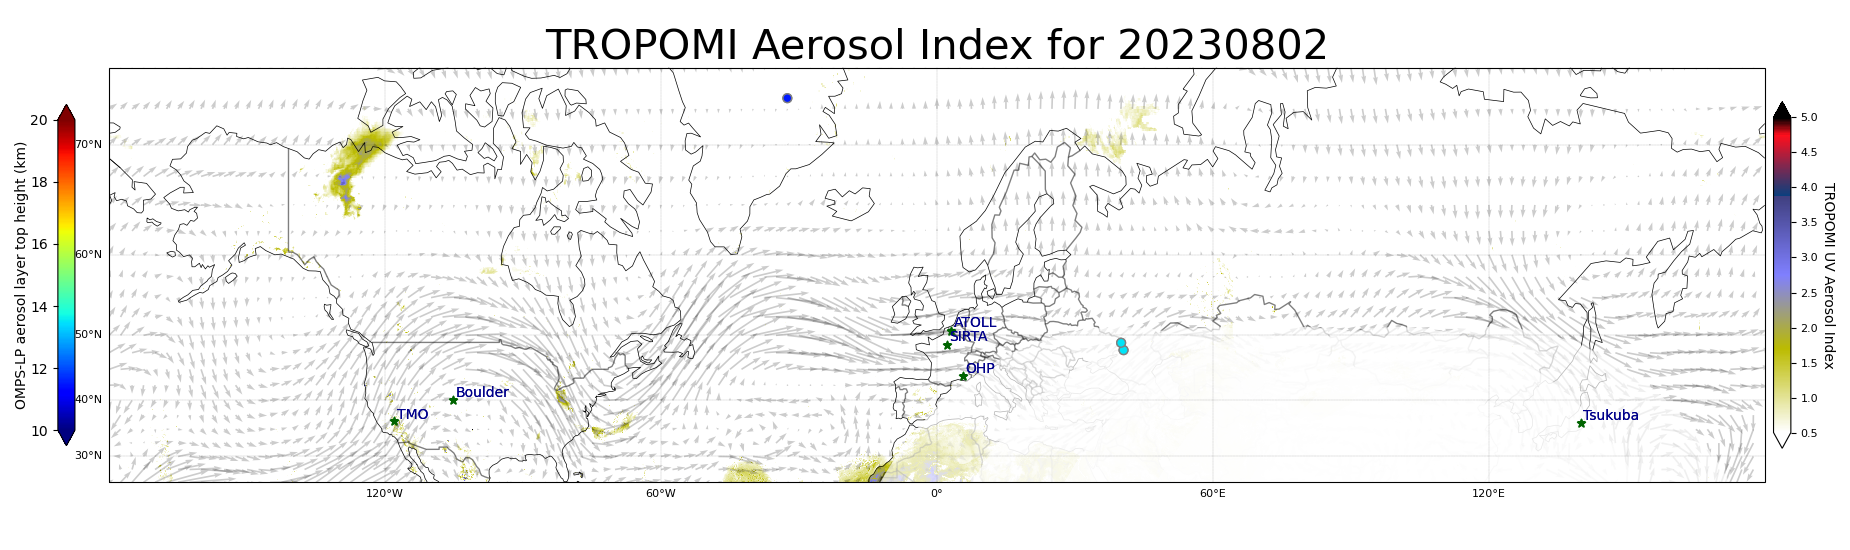 TROPOMI Aerosol Index for 20230802
OMPS-LP aerosol layer top height (km)
20
18
16
14
12
10
70°N
60°N
50°N
40°N
30°N
120°W
60°W
0°
60°E
120°E
ATOLL
SIRTA
OHP
Boulder
TMO
Tsukuba
5.0
4.5
4.0
3.5
3.0
2.5
2.0
1.5
1.0
0.5
TROPOMI UV Aerosol Index